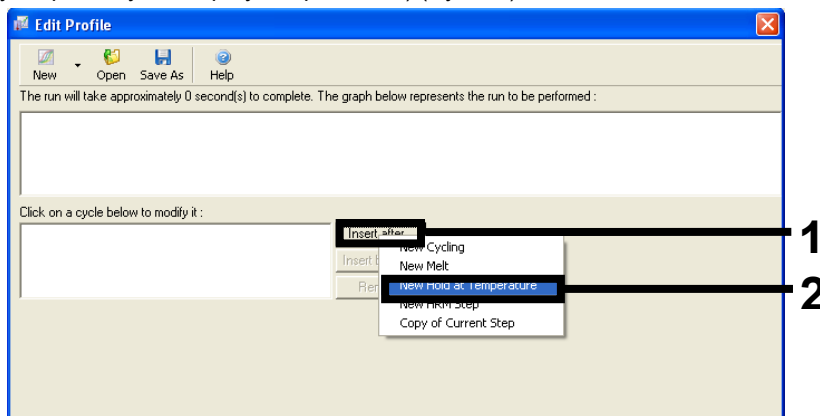 Edit Profile
New Open Save As Help
The run will take approximately 0 second(s) to complete. The graph below represents the run to be performed :
Click on a cycle below to modify it :
Insert after...
1
New Cycling
Insert
New Melt
New Hold at Temperature
2
New HRM Step
Copy of Current Step